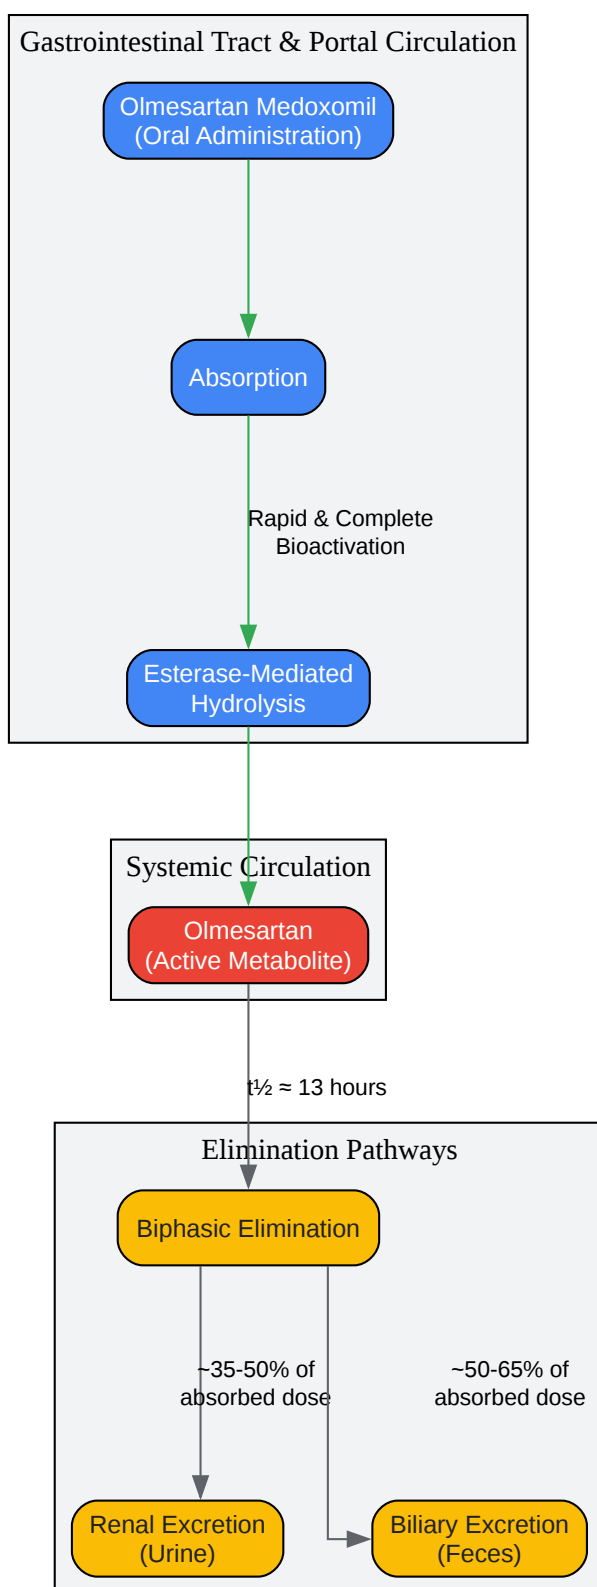 Gastrointestinal Tract & Portal Circulation
Olmesartan Medoxomil
(Oral Administration)
Absorption
Rapid & Complete
Bioactivation
Esterase-Mediated
Hydrolysis
Systemic Circulation
Olmesartan
(Active Metabolite)
t½ ≈ 13 hours
Elimination Pathways
Biphasic Elimination
~35-50% of
absorbed dose
~50-65% of
absorbed dose
Renal Excretion
(Urine)
Biliary Excretion
(Feces)